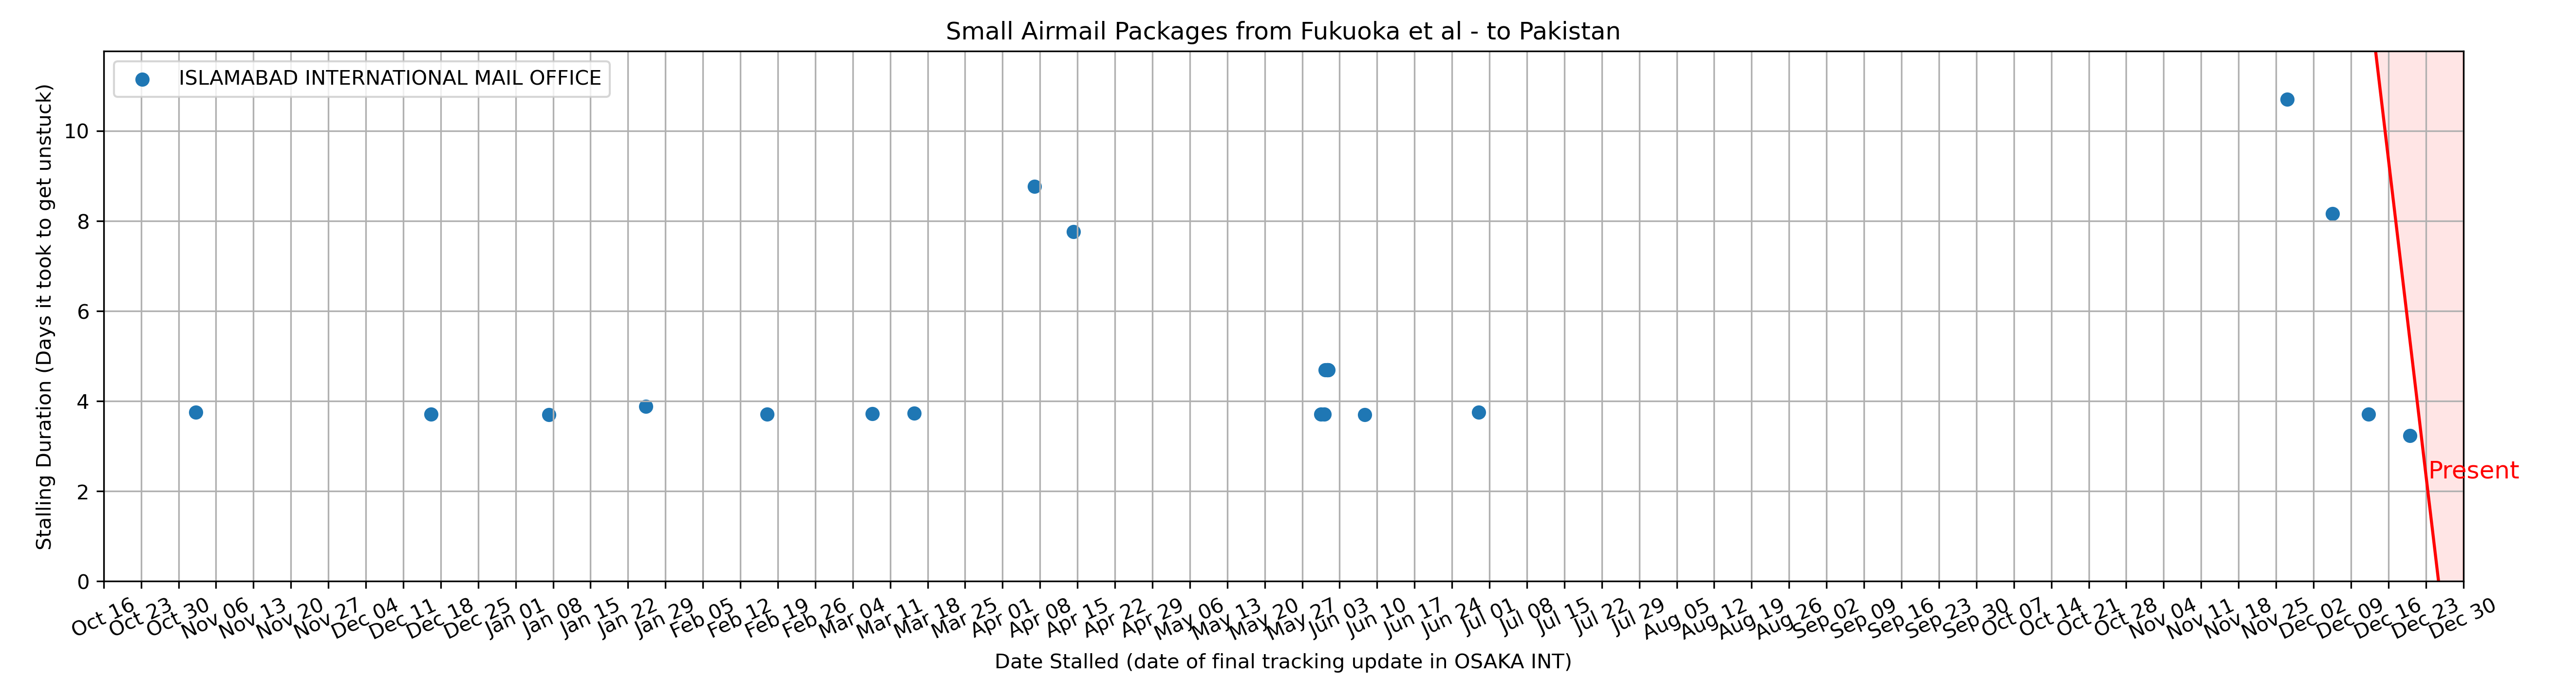 Small Airmail Packages from Fukuoka et al - to Pakistan
ISLAMABAD INTERNATIONAL MAIL OFFICE
Stalling Duration (Days it took to get unstuck)
10
8
6
4
2
0
Present
Oct 16
Oct 23
Oct 30
Nov 06
Nov 13
Nov 20
Nov 27
Dec 04
Dec 11
Dec 18
Dec 25
Jan 01
Jan 08
Jan 15
Jan 22
Jan 29
Feb 05
Feb 12
Feb 19
Feb 26
Mar 04
Mar 11
Mar 18
Mar 25
Apr 01
Apr 08
Apr 15
Apr 22
Apr 29
May 06
May 13
May 20
May 27
Jun 03
Jun 10
Jun 17
Jun 24
Jul 01
Jul 08
Jul 15
Jul 22
Jul 29
Aug 05
Aug 12
Aug 19
Aug 26
Sep 02
Sep 09
Sep 16
Sep 23
Sep 30
Oct 07
Oct 14
Oct 21
Oct 28
Nov 04
Nov 11
Nov 18
Nov 25
Dec 02
Dec 09
Dec 16
Dec 23
Dec 30
Date Stalled (date of final tracking update in OSAKA INT)